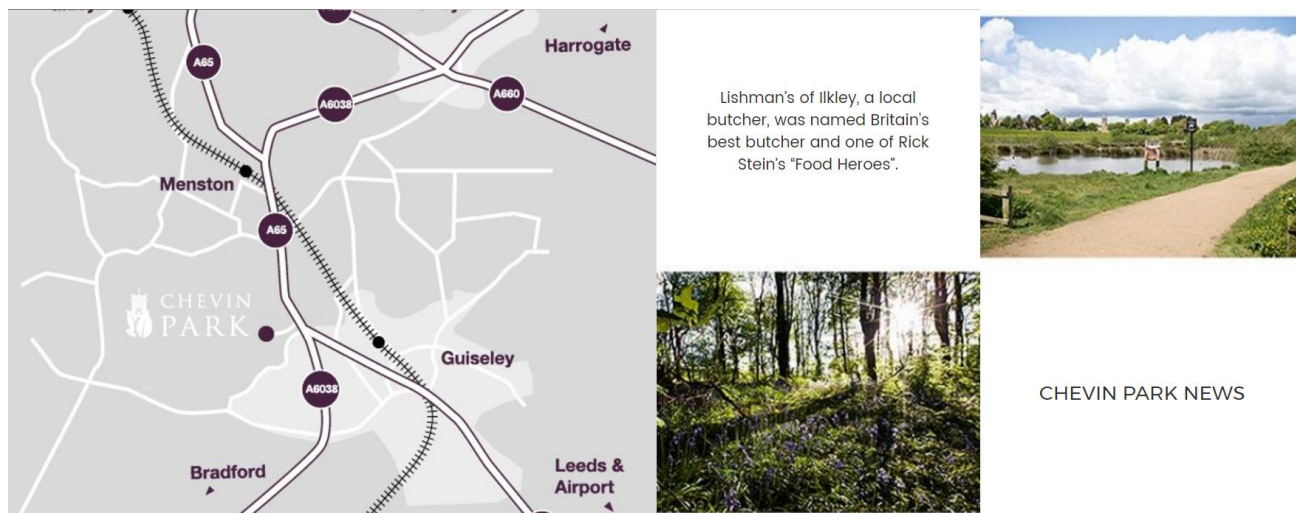 Harrogate
A65
A6038
A660
Menston
A65
CHEVIN
PARK
Guiseley
A6038
Bradford
Leeds &
Airport
Lishman's of Ilkley, a local
butcher, was named Britain's
best butcher and one of Rick
Stein's “Food Heroes”.
CHEVIN PARK NEWS